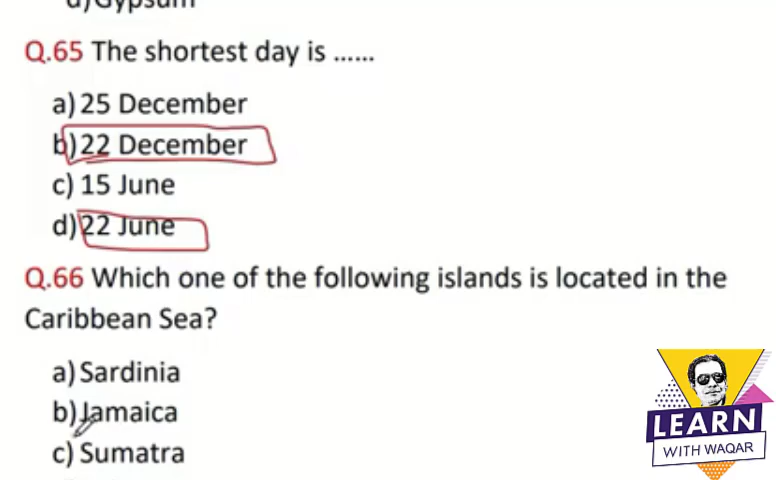 d) Gypsum
Q.65 The shortest day is ......
a) 25 December
b) 22 December
c) 15 June
d) 22 June
Q.66 Which one of the following islands is located in the
Caribbean Sea?
a) Sardinia
b) Jamaica
c) Sumatra
LEARN
WITH WAQAR